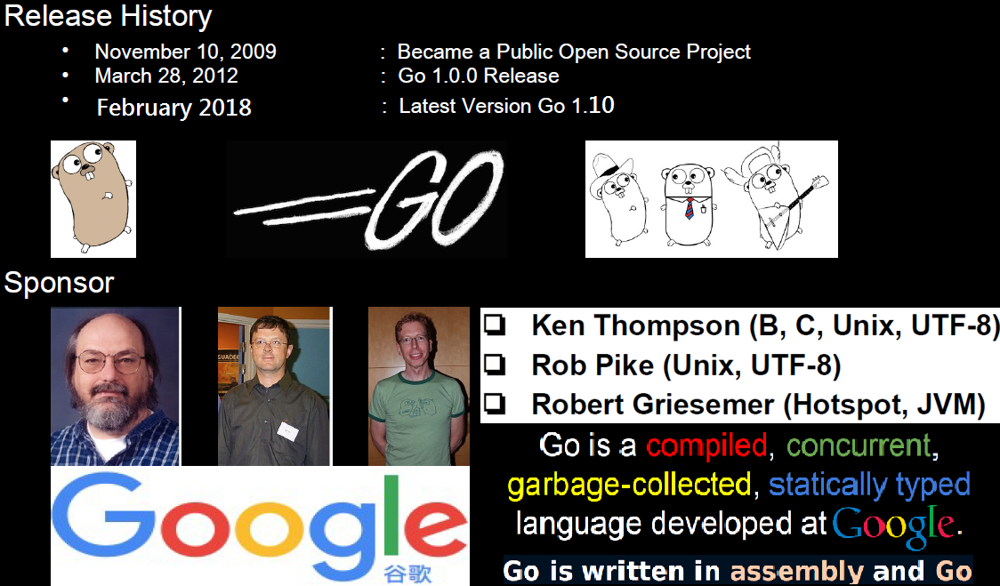 Release History
• November 10, 2009 : Became a Public Open Source Project
• March 28, 2012 : Go 1.0.0 Release
• February 2018 : Latest Version Go 1.10
GO
Sponsor
❑ Ken Thompson (B, C, Unix, UTF-8)
❑ Rob Pike (Unix, UTF-8)
❑ Robert Griesemer (Hotspot, JVM)
Google
谷歌
Go is a compiled, concurrent,
garbage-collected, statically typed
language developed at Google.
Go is written in assembly and Go